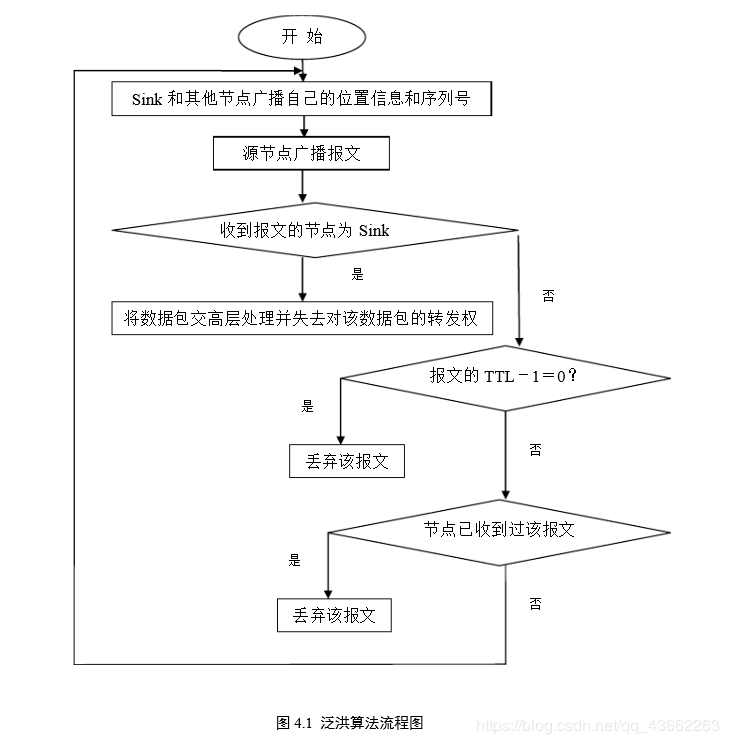 开 始
Sink 和其他节点广播自己的位置信息和序列号
源节点广播报文
收到报文的节点为 Sink
是
否
将数据包交高层处理并失去对该数据包的转发权
报文的 TTL－1＝0？
是
否
丢弃该报文
节点已收到过该报文
是
否
丢弃该报文
图 4.1 泛洪算法流程图
https://blog.csdn.net/qq_43662263